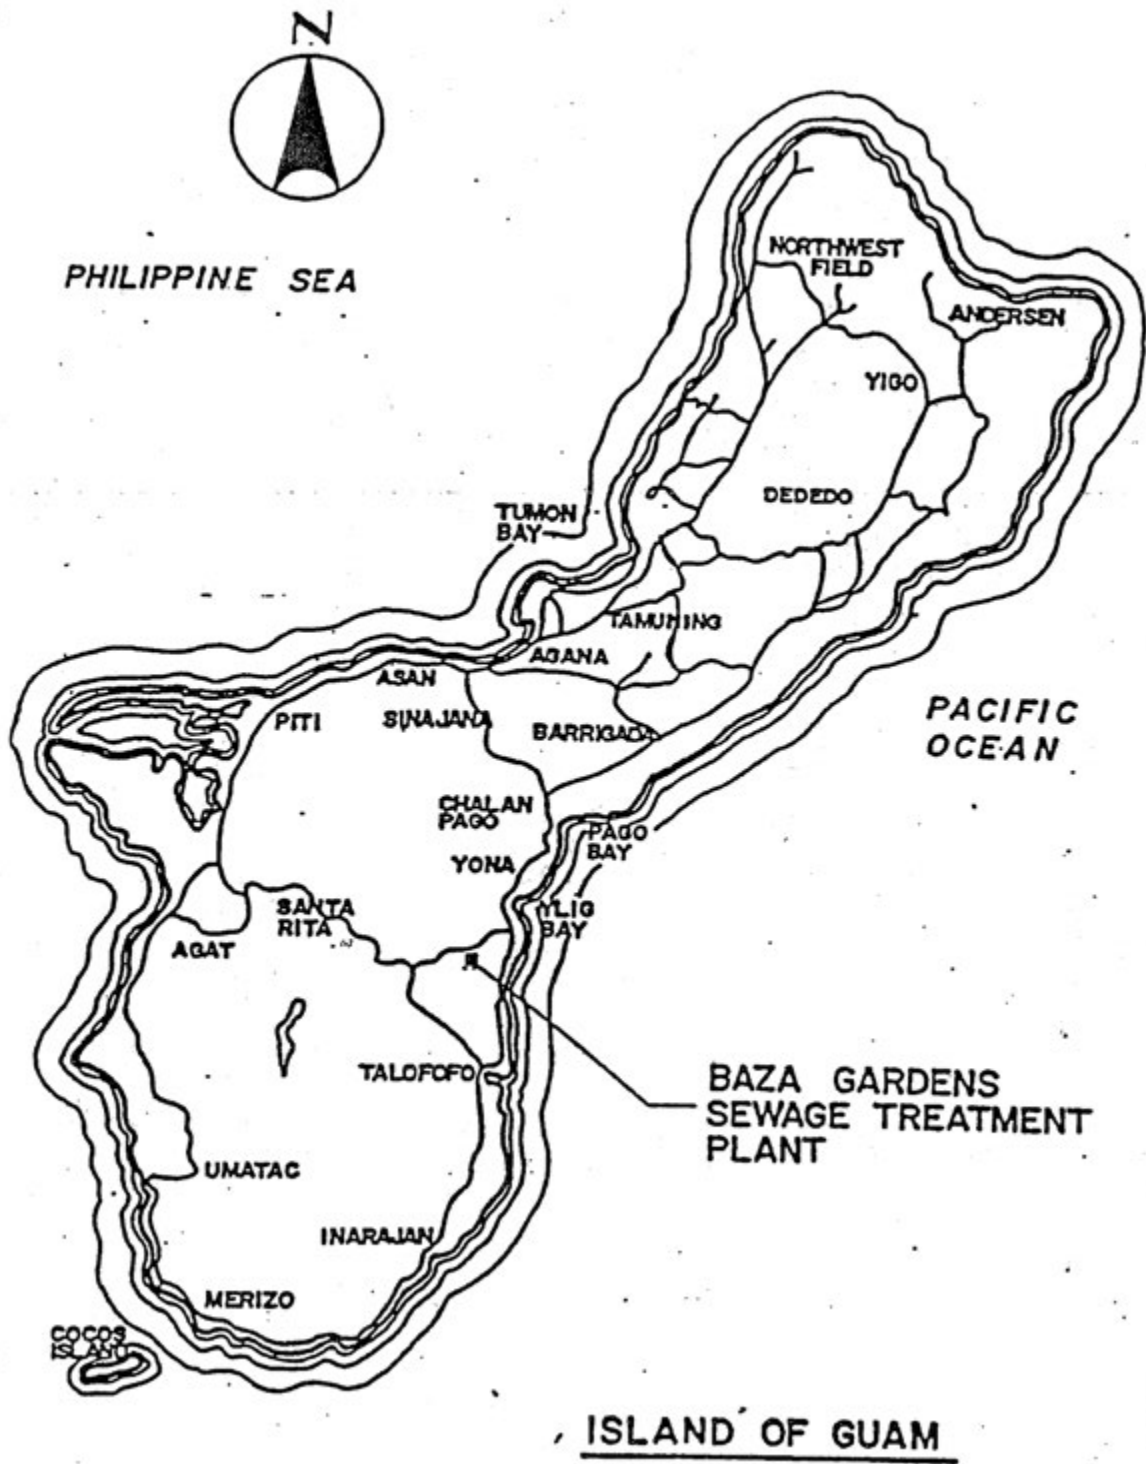 N
PHILIPPINE SEA
NORTHWEST
FIELD
ANDERSEN
YIGO
DEDEDO
TUMON
BAY
TAMUNING
AGANA
ASAN
PITI
SINAJANA
BARRIGADA
PACIFIC
OCEAN
CHALAN
PAGO
PAGO
BAY
YONA
SANTA
RITA
YLIG
BAY
AGAT
TALOFOFO
BAZA GARDENS
SEWAGE TREATMENT
PLANT
UMATAC
INARAJAN
MERIZO
COCOS
ISLAND
ISLAND OF GUAM